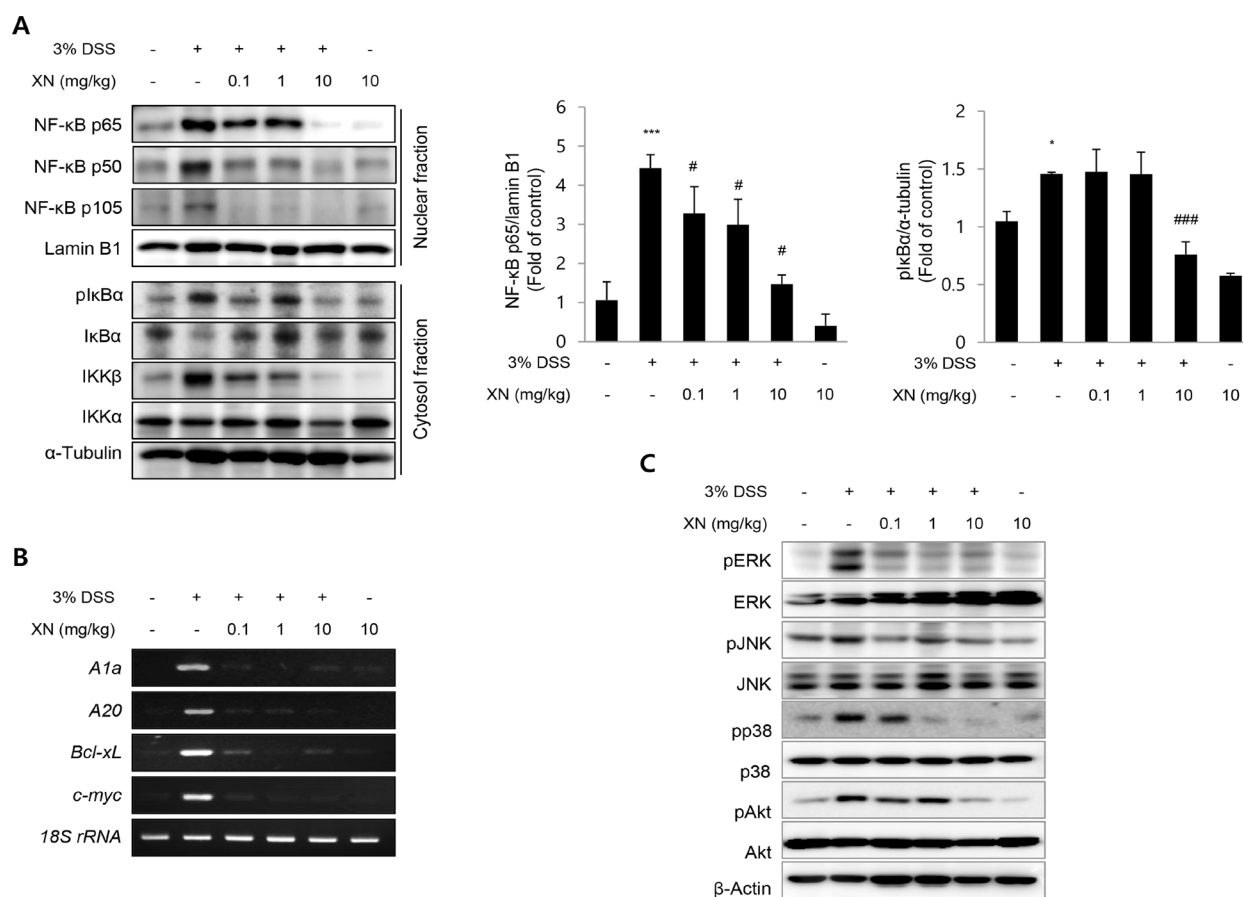 A
3% DSS - + + + + -
XN (mg/kg) - - 0.1 1 10 10
NF-κB p65
NF-κB p50
NF-κB p105
Lamin B1
Nuclear fraction
pIκBα
IκBα
IKKβ
IKKα
α-Tubulin
Cytosol fraction
NF-κB p65/lamin B1
(Fold of control)
6
5
4
3
2
1
0
***
#
#
#
3% DSS - + + + + -
XN (mg/kg) - - 0.1 1 10 10
pIκBα/α-tubulin
(Fold of control)
2
1.5
1
0.5
0
*
###
3% DSS - + + + + -
XN (mg/kg) - - 0.1 1 10 10
B
3% DSS - + + + + -
XN (mg/kg) - - 0.1 1 10 10
A1a
A20
Bcl-xL
c-myc
18S rRNA
C
3% DSS - + + + + -
XN (mg/kg) - - 0.1 1 10 10
pERK
ERK
pJNK
JNK
pp38
p38
pAkt
Akt
β-Actin